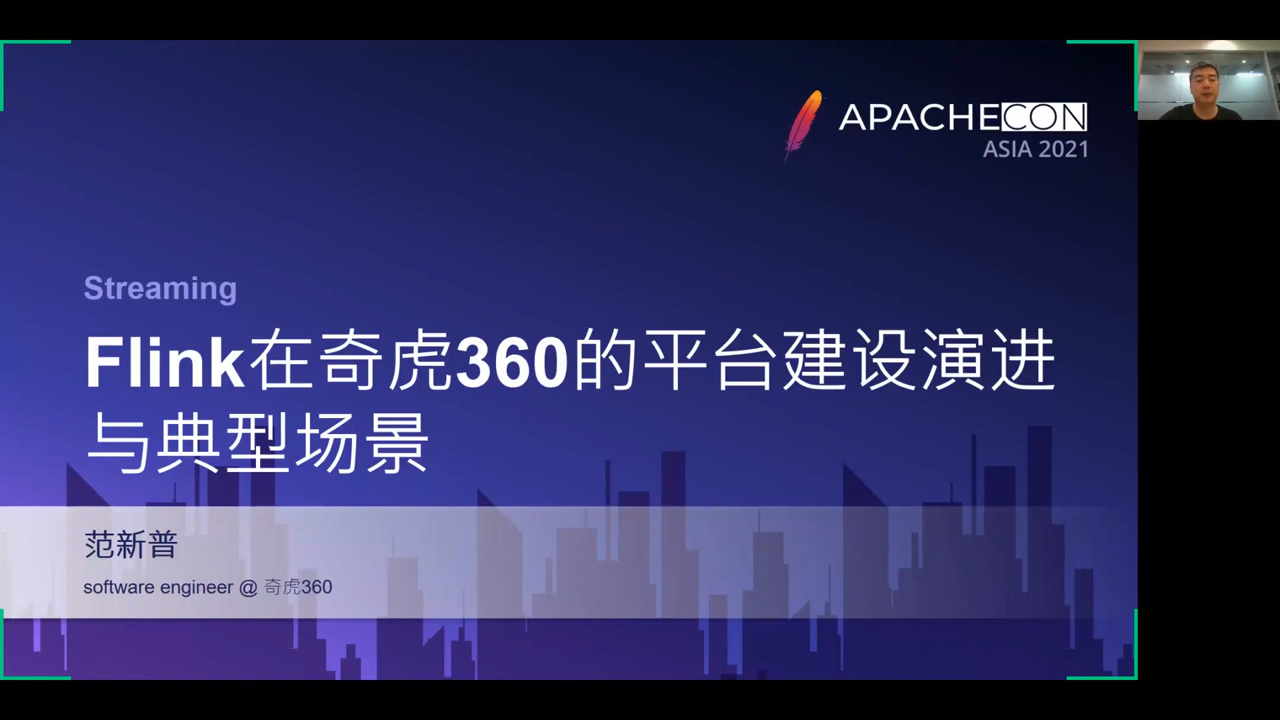 APACHECON
ASIA 2021
Streaming
Flink在奇虎360的平台建设演进
与典型场景
范新普
software engineer @ 奇虎360